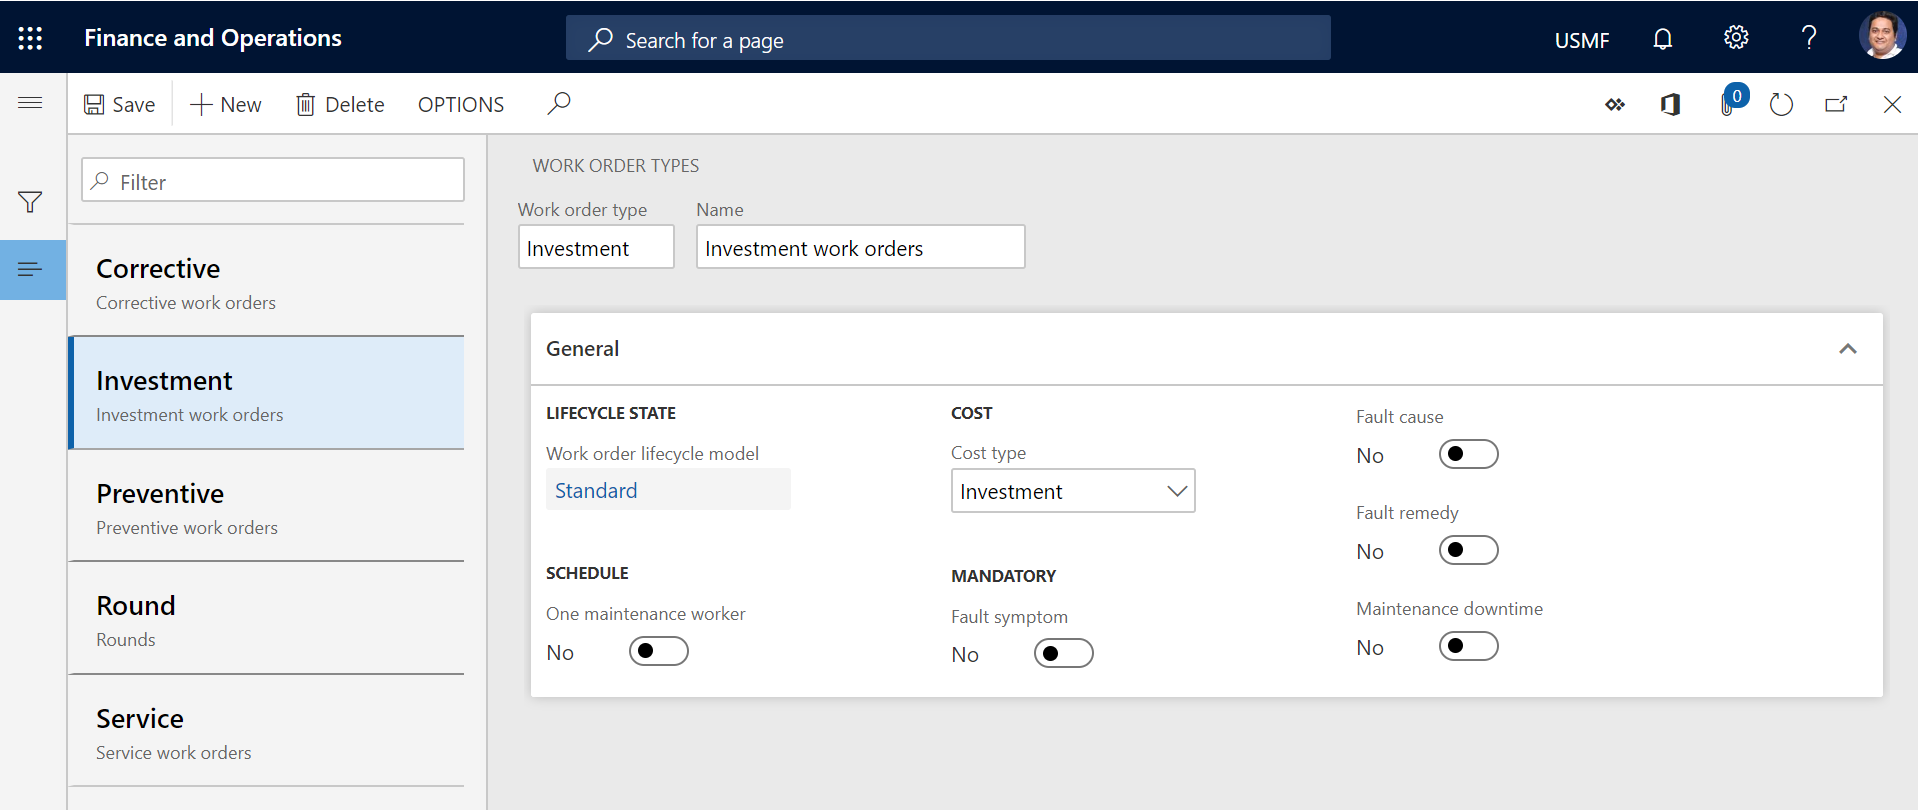 Finance and Operations
Search for a page
USMF
Save
New
Delete
OPTIONS
0
Filter
Corrective
Corrective work orders
Investment
Investment work orders
Preventive
Preventive work orders
Round
Rounds
Service
Service work orders
WORK ORDER TYPES
Work order type
Name
Investment
Investment work orders
General
LIFECYCLE STATE
Work order lifecycle model
Standard
SCHEDULE
One maintenance worker
No
COST
Cost type
Investment
MANDATORY
Fault symptom
No
Fault cause
No
Fault remedy
No
Maintenance downtime
No